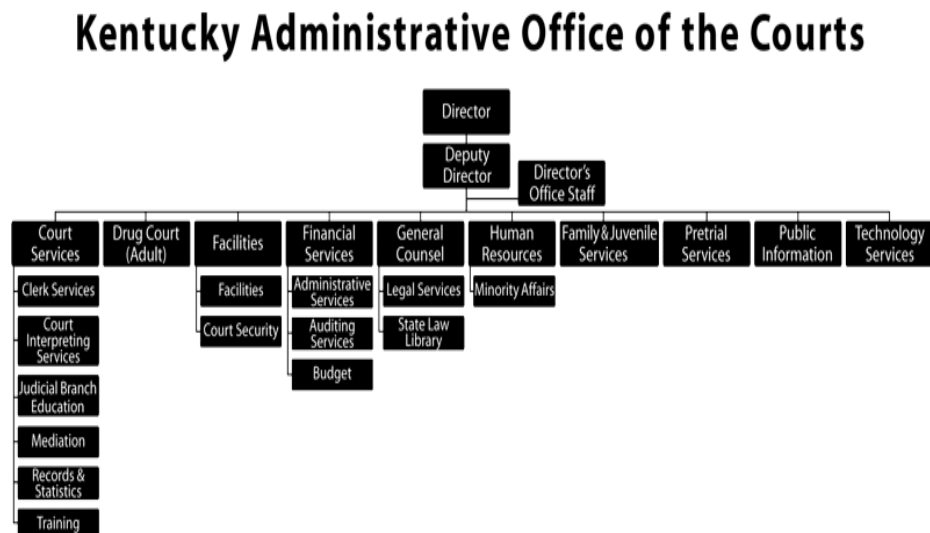 Kentucky Administrative Office of the Courts
Director
Deputy
Director
Director's
Office Staff
Court
Services
Drug Court
(Adult)
Facilities
Financial
Services
General
Counsel
Human
Resources
Family & Juvenile
Services
Pretrial
Services
Public
Information
Technology
Services
Clerk Services
Court
Interpreting
Services
Judicial Branch
Education
Mediation
Records &
Statistics
Training
Facilities
Court Security
Administrative
Services
Auditing
Services
Budget
Legal Services
State Law
Library
Minority Affairs